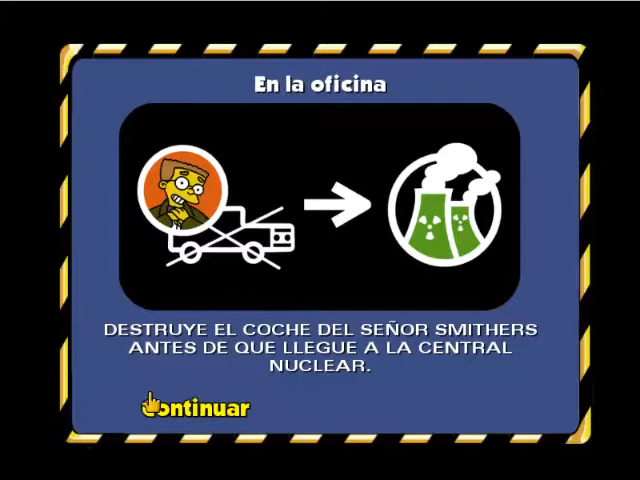 En la oficina
DESTRUYE EL COCHE DEL SEÑOR SMITHERS
ANTES DE QUE LLEGUE A LA CENTRAL
NUCLEAR.
Continuar